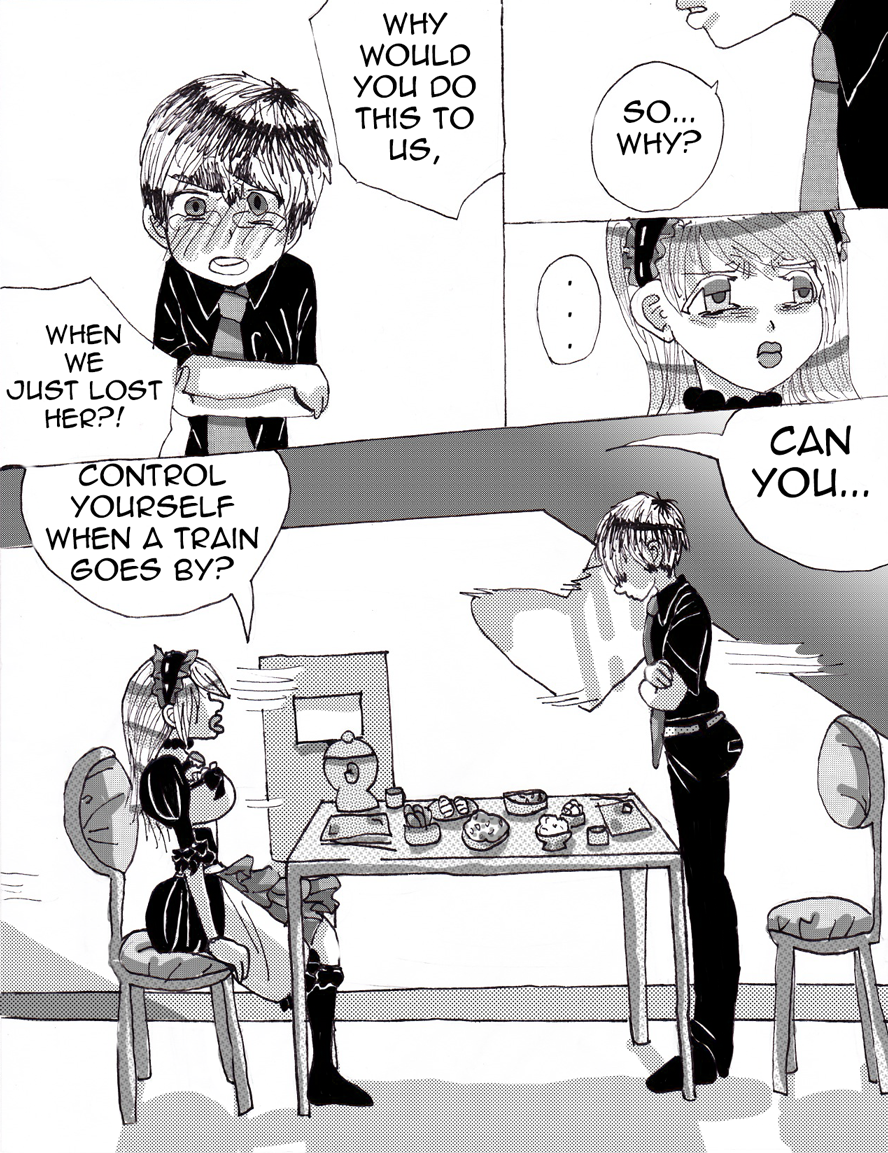 SO...
WHY?
...
WHY
WOULD
YOU DO
THIS TO
US,
WHEN
WE
JUST LOST
HER?!
CAN
YOU...
CONTROL
YOURSELF
WHEN A TRAIN
GOES BY?